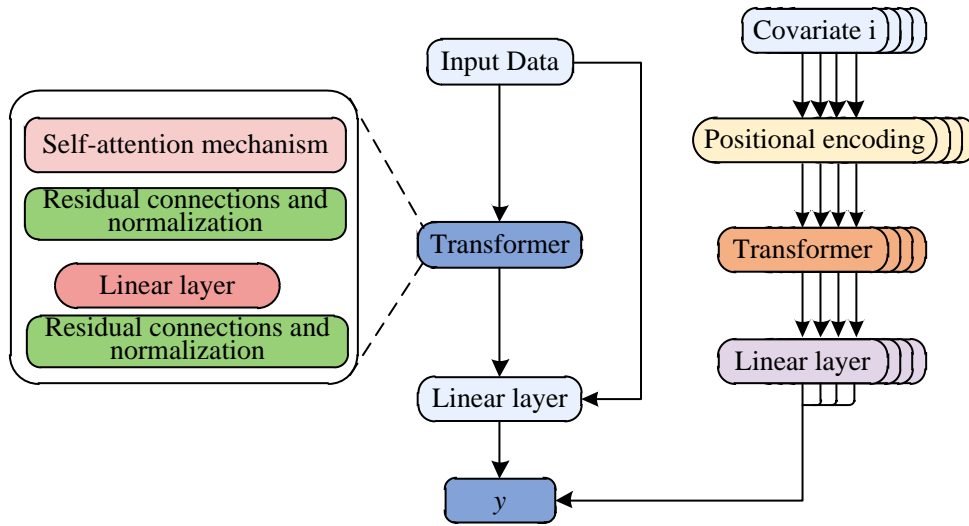 Covariate i
Input Data
Self-attention mechanism
Positional encoding
Residual connections and
normalization
Transformer
Transformer
Linear layer
Residual connections and
normalization
Linear layer
Linear layer
y